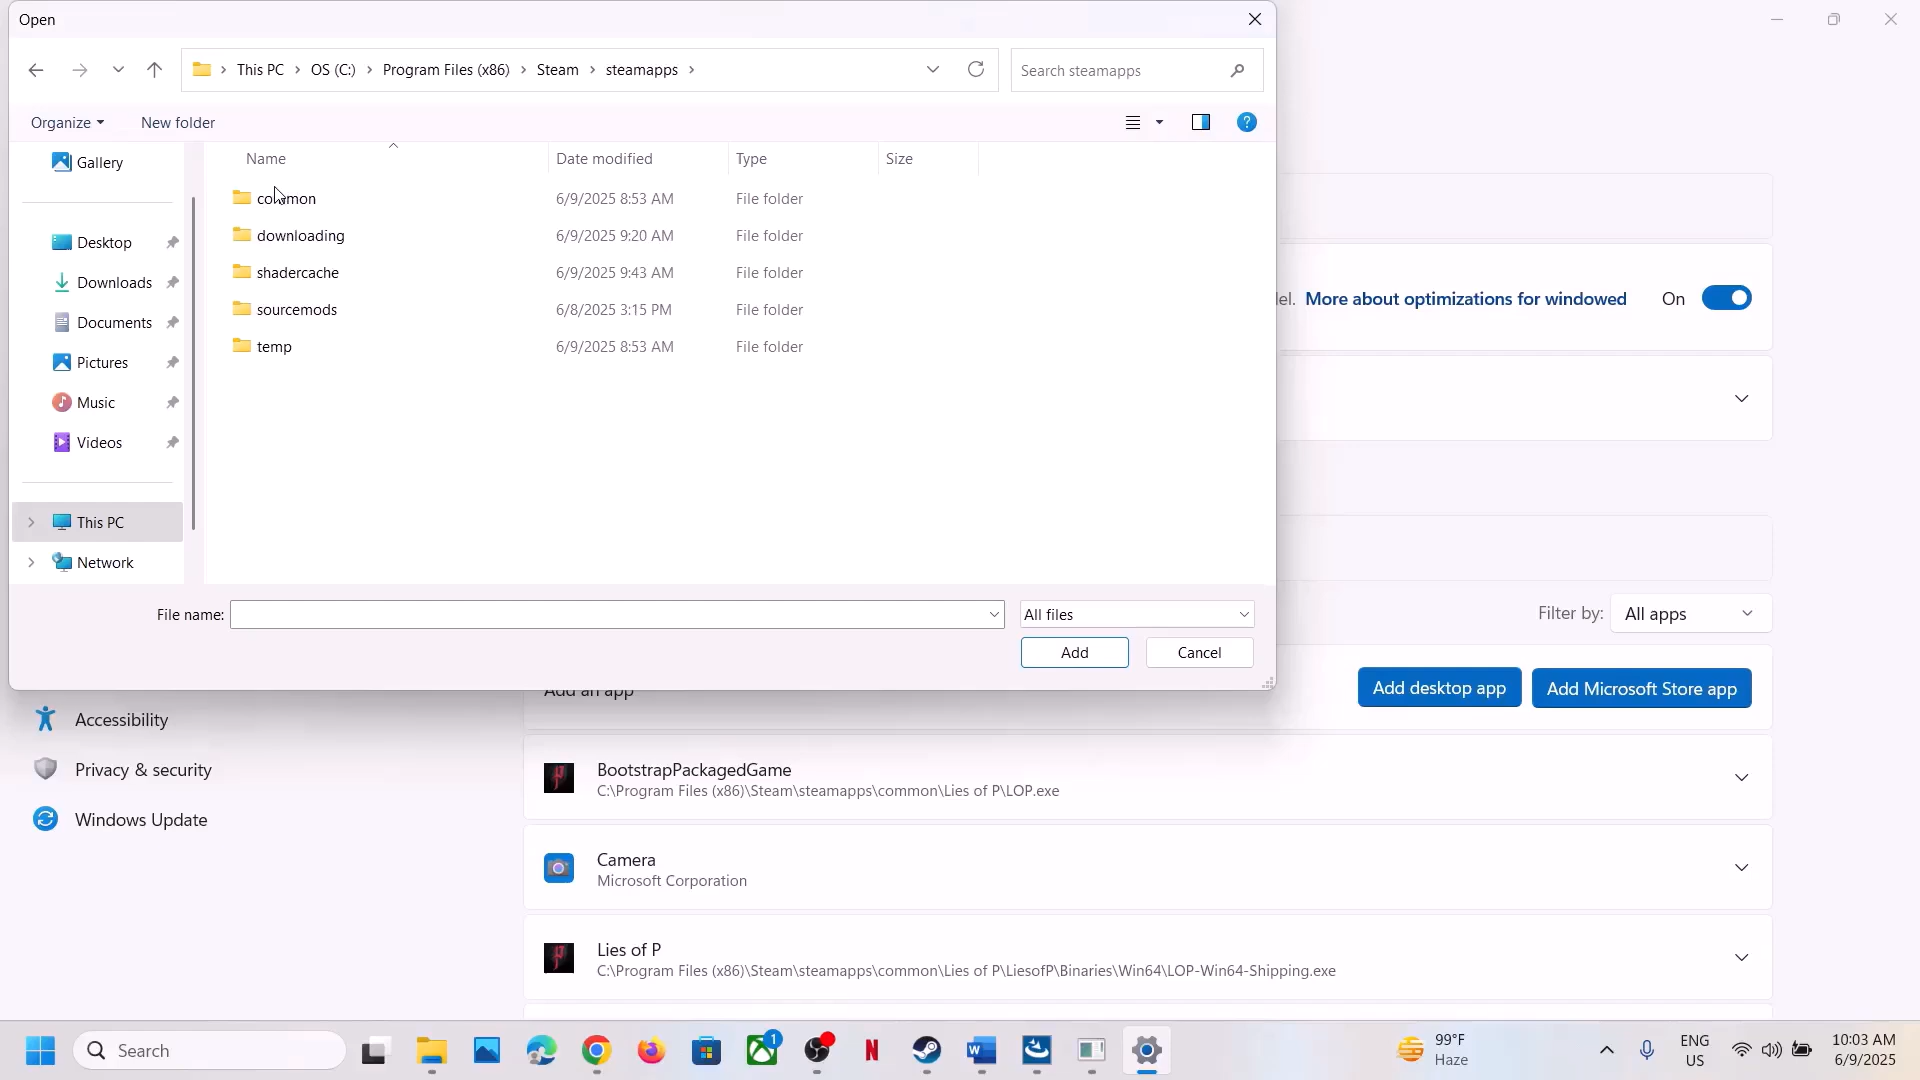 Open
This PC > OS (C:) > Program Files (x86) > Steam > steamapps >
Search steamapps
Organize
New folder
Name
Date modified
Type
Size
Gallery
Desktop
Downloads
Documents
Pictures
Music
Videos
This PC
Network
common 6/9/2025 8:53 AM File folder
downloading 6/9/2025 9:20 AM File folder
shadercache 6/9/2025 9:43 AM File folder
sourcemods 6/8/2025 3:15 PM File folder
temp 6/9/2025 8:53 AM File folder
File name:
All files
Add
Cancel
More about optimizations for windowed
On
Filter by:
All apps
Add an app
Add desktop app
Add Microsoft Store app
Accessibility
Privacy & security
Windows Update
BootstrapPackagedGame
C:\Program Files (x86)\Steam\steamapps\common\Lies of P\LOP.exe
Camera
Microsoft Corporation
Lies of P
C:\Program Files (x86)\Steam\steamapps\common\Lies of P\LiesofP\Binaries\Win64\LOP-Win64-Shipping.exe
Search
1
99°F
Haze
ENG
US
10:03 AM
6/9/2025